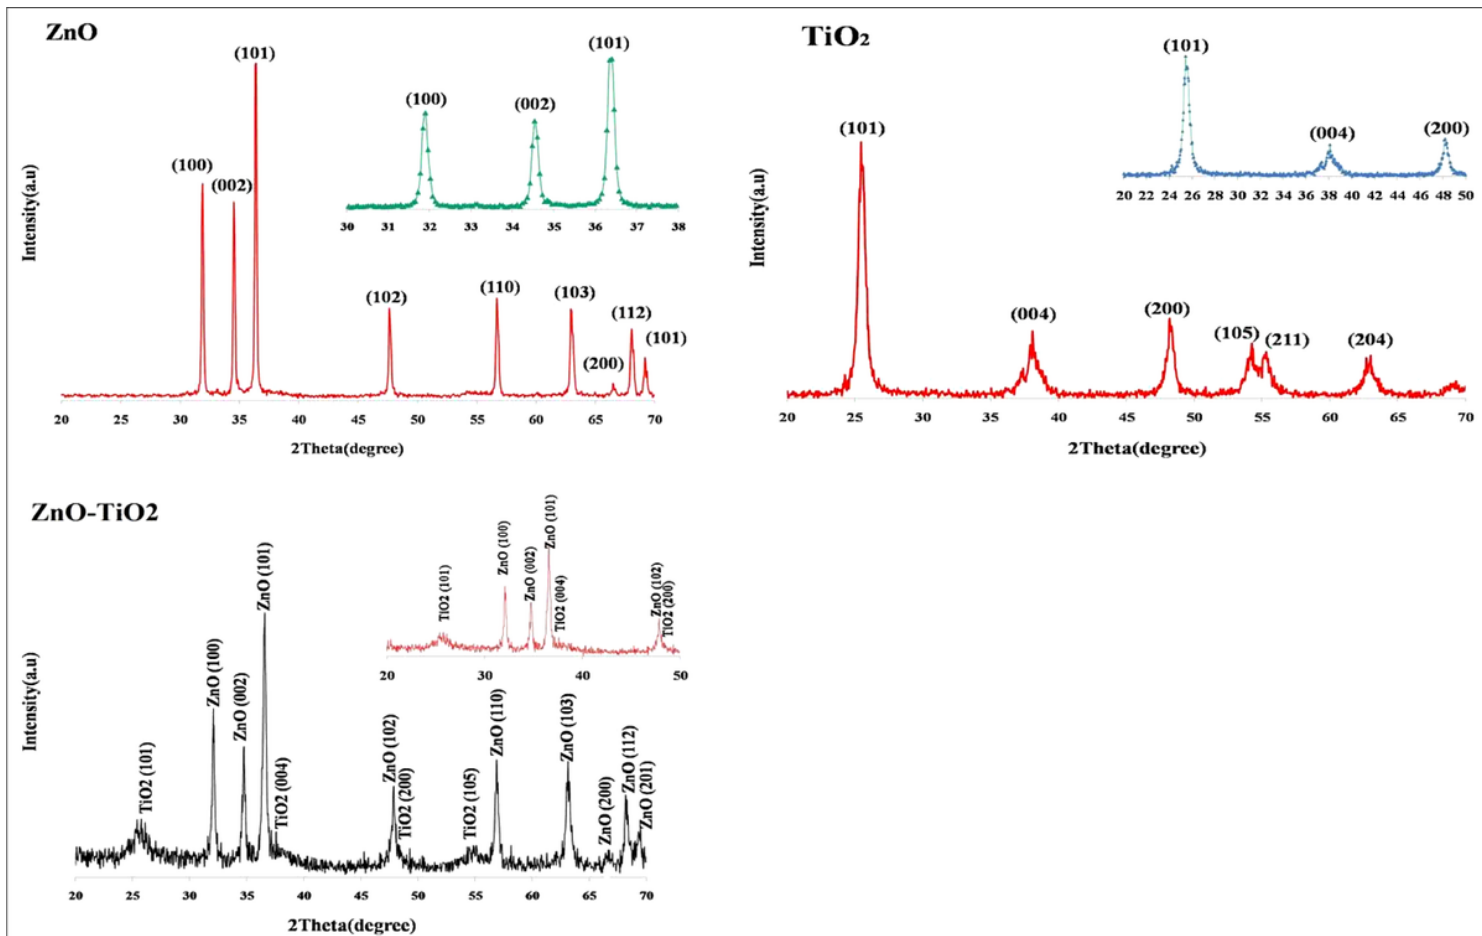 ZnO
(101)
(100)
(002)
(102)
(110)
(103)
(200)
(112)
(101)
Intensity(a.u)
20 25 30 35 40 45 50 55 60 65 70
2Theta(degree)
(100)
(002)
(101)
30 31 32 33 34 35 36 37 38
TiO₂
(101)
(004)
(200)
(105)
(211)
(204)
Intensity(a.u)
20 25 30 35 40 45 50 55 60 65 70
2Theta(degree)
(101)
(004)
(200)
20 22 24 26 28 30 32 34 36 38 40 42 44 46 48 50
ZnO-TiO2
TiO2 (101)
ZnO (100)
ZnO (002)
ZnO (101)
TiO2 (004)
ZnO (102)
TiO2 (200)
TiO2 (105)
ZnO (110)
ZnO (103)
ZnO (200)
ZnO (112)
ZnO (201)
Intensity(a.u)
20 25 30 35 40 45 50 55 60 65 70
2Theta(degree)
TiO2 (101)
ZnO (100)
ZnO (002)
ZnO (101)
TiO2 (004)
ZnO (102)
TiO2 (200)
20 30 40 50